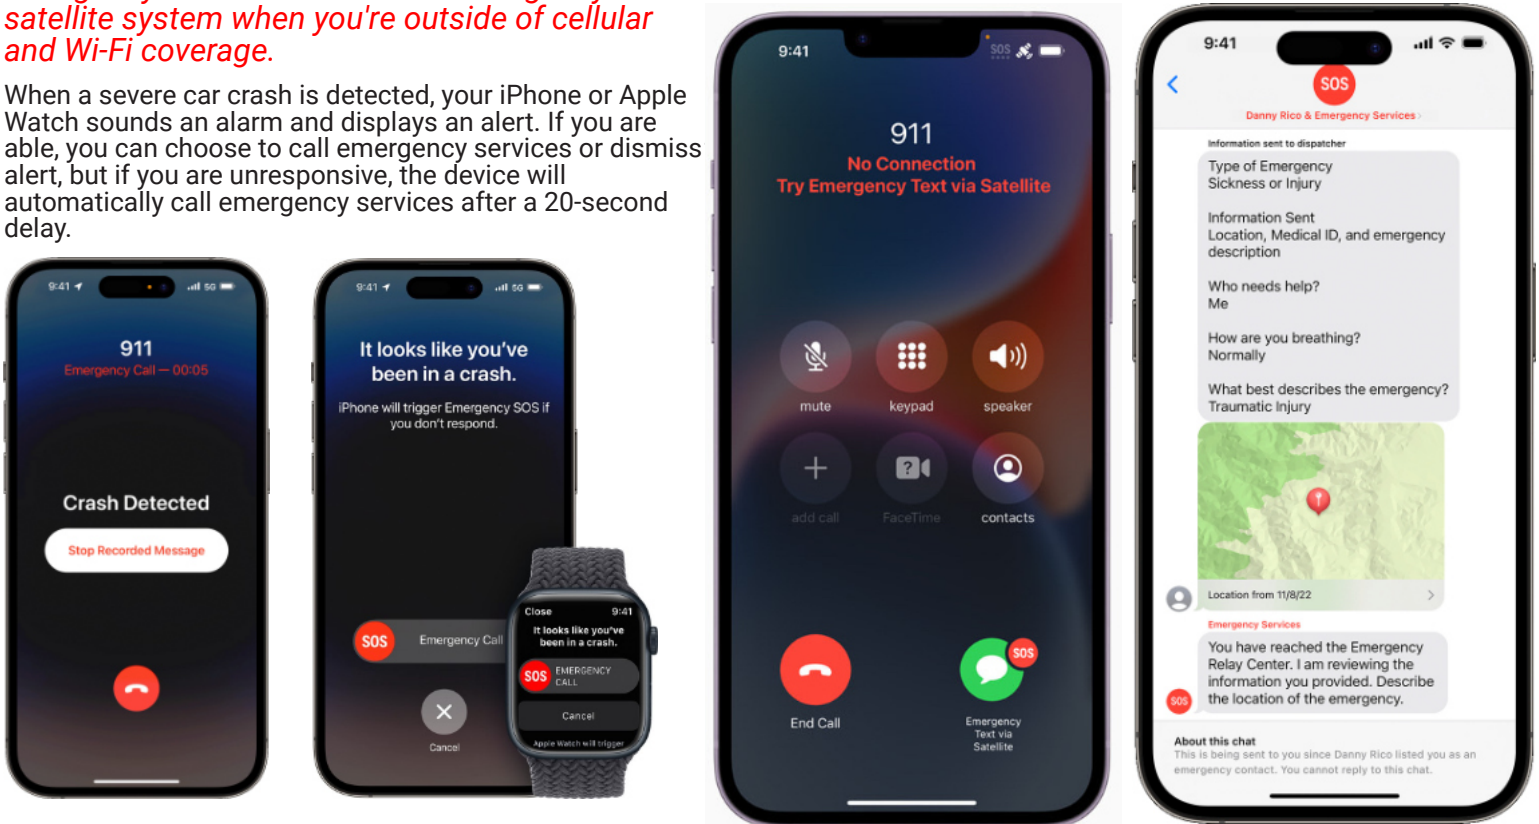 satellite system when you're outside of cellular
and Wi-Fi coverage.
When a severe car crash is detected, your iPhone or Apple
Watch sounds an alarm and displays an alert. If you are
able, you can choose to call emergency services or dismiss
alert, but if you are unresponsive, the device will
automatically call emergency services after a 20-second
delay.
9:41
5G
911
Emergency Call — 00:05
Crash Detected
Stop Recorded Message
9:41
5G
It looks like you've
been in a crash.
iPhone will trigger Emergency SOS if
you don't respond.
SOS
Emergency Call
Cancel
Close
9:41
It looks like you've
been in a crash.
SOS
EMERGENCY
CALL
Cancel
Apple Watch will trigger
9:41
SOS
911
No Connection
Try Emergency Text via Satellite
mute
keypad
speaker
add call
FaceTime
contacts
End Call
SOS
Emergency
Text via
Satellite
9:41
SOS
Danny Rico & Emergency Services
Information sent to dispatcher
Type of Emergency
Sickness or Injury
Information Sent
Location, Medical ID, and emergency
description
Who needs help?
Me
How are you breathing?
Normally
What best describes the emergency?
Traumatic Injury
Location from 11/8/22
Emergency Services
You have reached the Emergency
Relay Center. I am reviewing the
information you provided. Describe
the location of the emergency.
SOS
About this chat
This is being sent to you since Danny Rico listed you as an
emergency contact. You cannot reply to this chat.